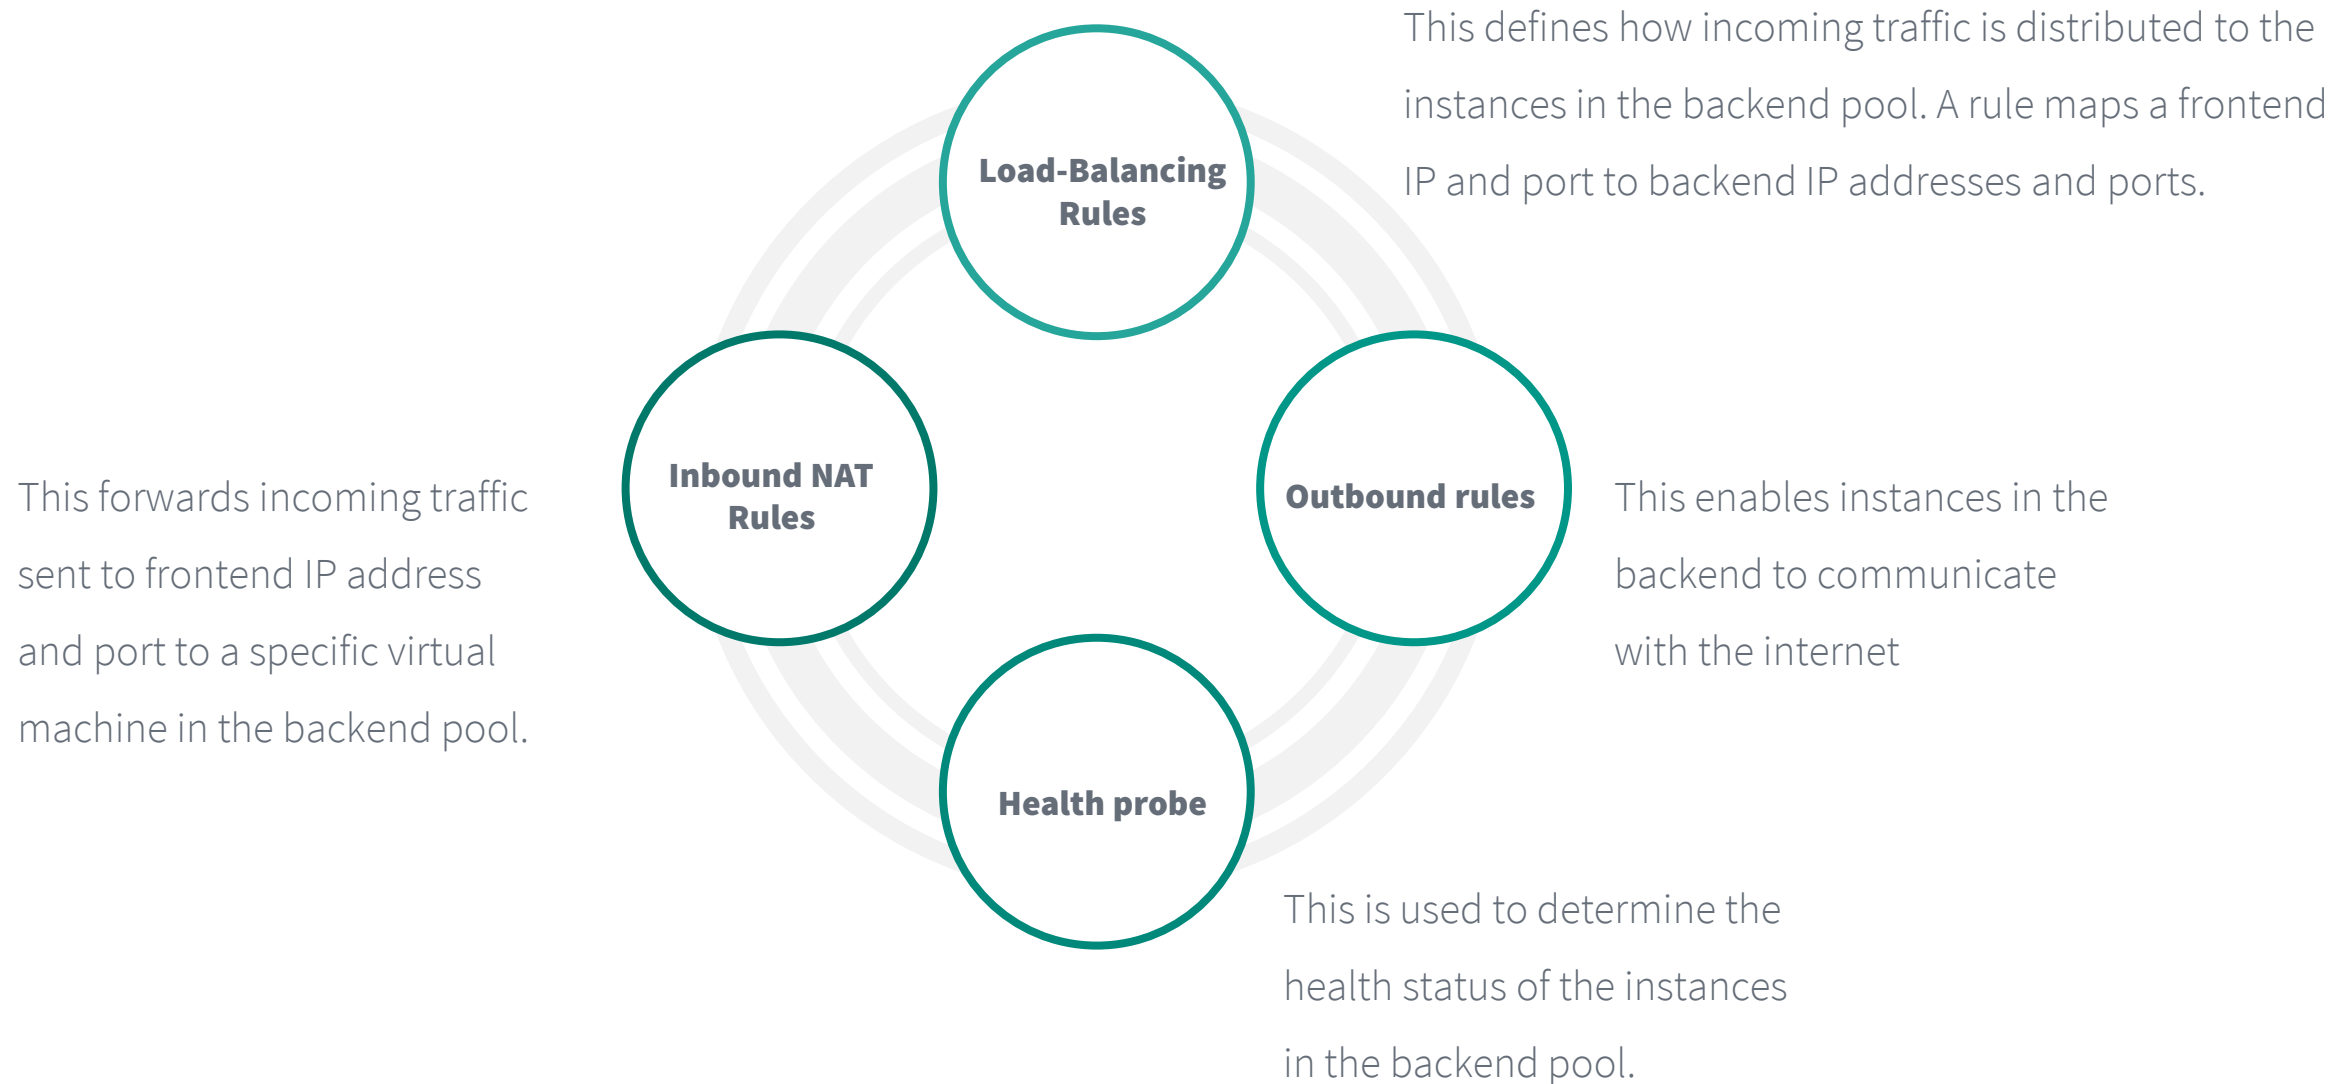 Load-Balancing
Rules
This defines how incoming traffic is distributed to the
instances in the backend pool. A rule maps a frontend
IP and port to backend IP addresses and ports.
Inbound NAT
Rules
This forwards incoming traffic
sent to frontend IP address
and port to a specific virtual
machine in the backend pool.
Outbound rules
This enables instances in the
backend to communicate
with the internet
Health probe
This is used to determine the
health status of the instances
in the backend pool.